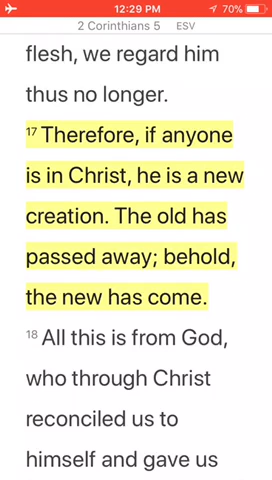 12:29 PM 70%
2 Corinthians 5 ESV
flesh, we regard him
thus no longer.
17 Therefore, if anyone
is in Christ, he is a new
creation. The old has
passed away; behold,
the new has come.
18 All this is from God,
who through Christ
reconciled us to
himself and gave us